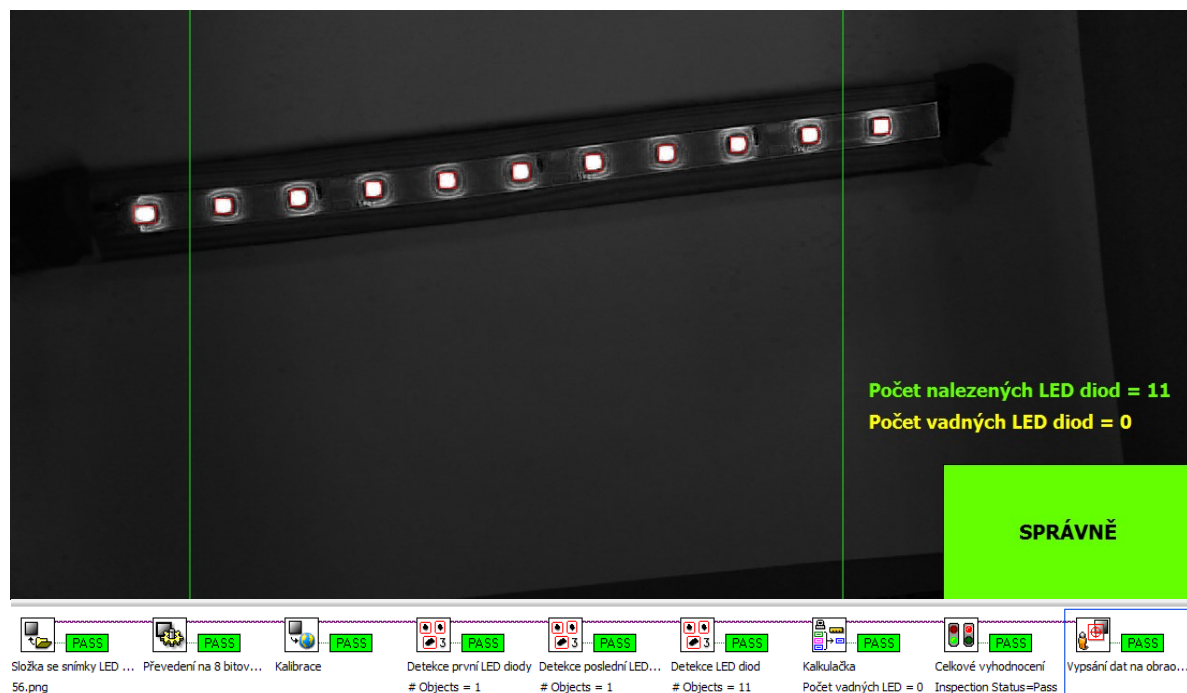 Počet nalezených LED diod = 11
Počet vadných LED diod = 0
SPRÁVNĚ
PASS PASS PASS PASS PASS PASS PASS PASS PASS
Složka se snímky LED ... Převedení na 8 bitov... Kalibrace Detekce první LED diody Detekce poslední LED... Detekce LED diod Kalkulačka Celkové vyhodnocení Vypsání dat na obrao...
56.png # Objects = 1 # Objects = 1 # Objects = 11 Počet vadných LED = 0 Inspection Status=Pass